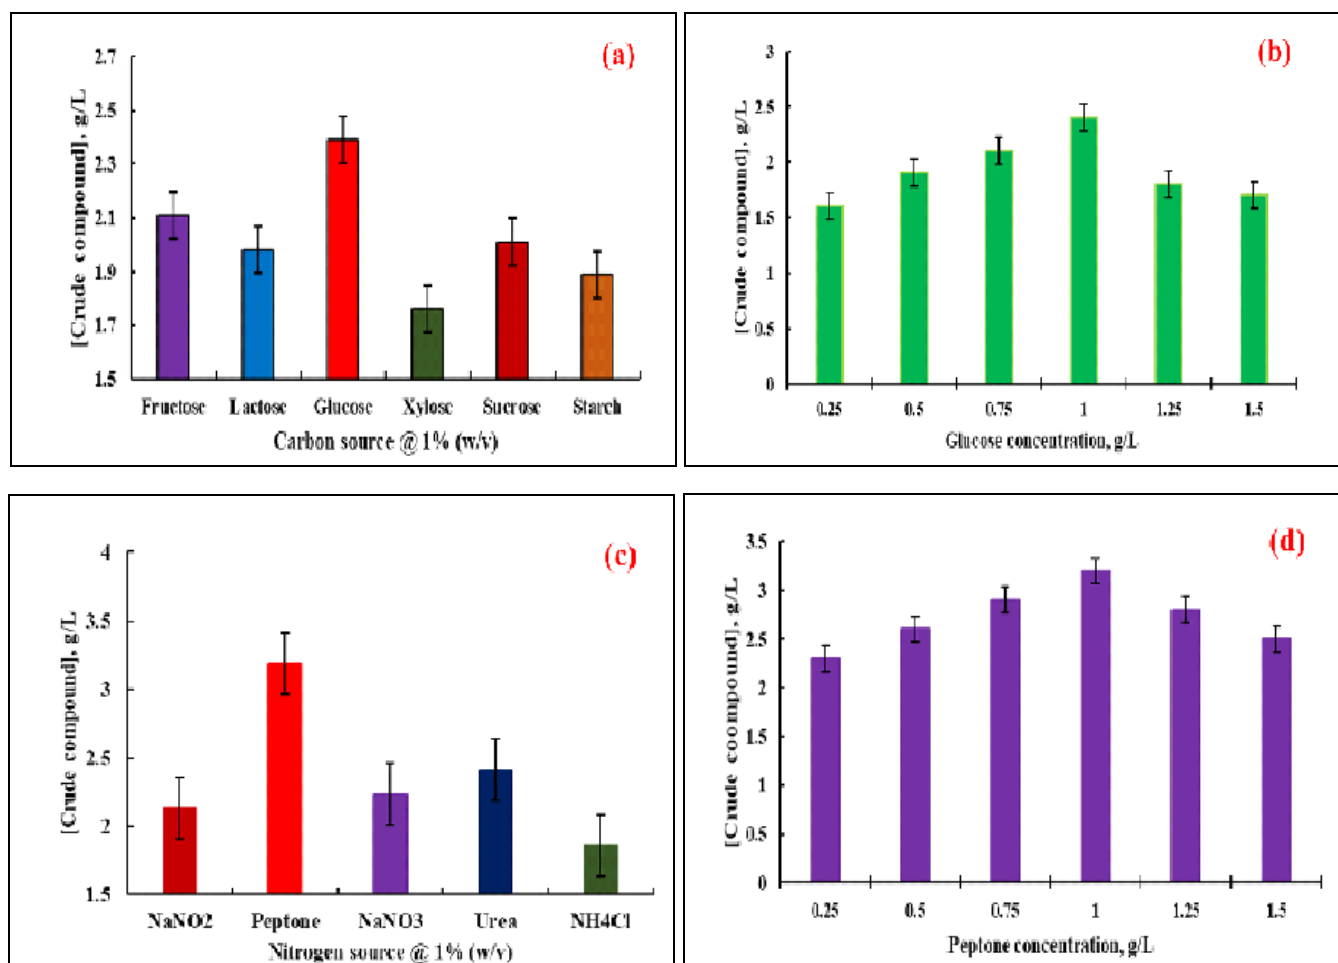 (a)
[Crude compound], g/L
2.7
2.5
2.3
2.1
1.9
1.7
1.5
Fructose Lactose Glucose Xylose Sucrose Starch
Carbon source @ 1% (w/v)
(b)
[Crude compound], g/L
3
2.5
2
1.5
1
0.5
0
0.25 0.5 0.75 1 1.25 1.5
Glucose concentration, g/L
(c)
[Crude compound], g/L
4
3.5
3
2.5
2
1.5
NaNO2 Peptone NaNO3 Urea NH4Cl
Nitrogen source @ 1% (w/v)
(d)
[Crude coompound], g/L
3.5
3
2.5
2
1.5
1
0.5
0
0.25 0.5 0.75 1 1.25 1.5
Peptone concentration, g/L